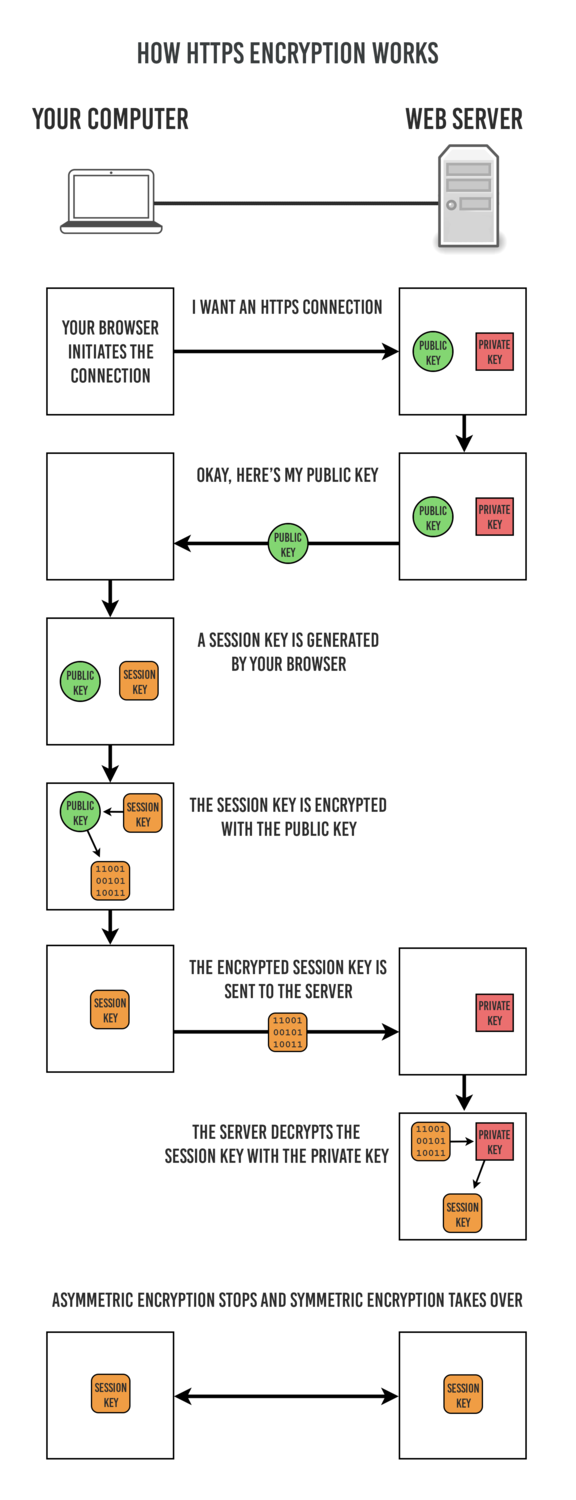 HOW HTTPS ENCRYPTION WORKS
YOUR COMPUTER
WEB SERVER
YOUR BROWSER
INITIATES THE
CONNECTION
I WANT AN HTTPS CONNECTION
PUBLIC
KEY
PRIVATE
KEY
OKAY, HERE'S MY PUBLIC KEY
PUBLIC
KEY
PUBLIC
KEY
PRIVATE
KEY
PUBLIC
KEY
SESSION
KEY
A SESSION KEY IS GENERATED
BY YOUR BROWSER
PUBLIC
KEY
SESSION
KEY
11001
00101
10011
THE SESSION KEY IS ENCRYPTED
WITH THE PUBLIC KEY
SESSION
KEY
THE ENCRYPTED SESSION KEY IS
SENT TO THE SERVER
11001
00101
10011
PRIVATE
KEY
THE SERVER DECRYPTS THE
SESSION KEY WITH THE PRIVATE KEY
11001
00101
10011
PRIVATE
KEY
SESSION
KEY
ASYMMETRIC ENCRYPTION STOPS AND SYMMETRIC ENCRYPTION TAKES OVER
SESSION
KEY
SESSION
KEY